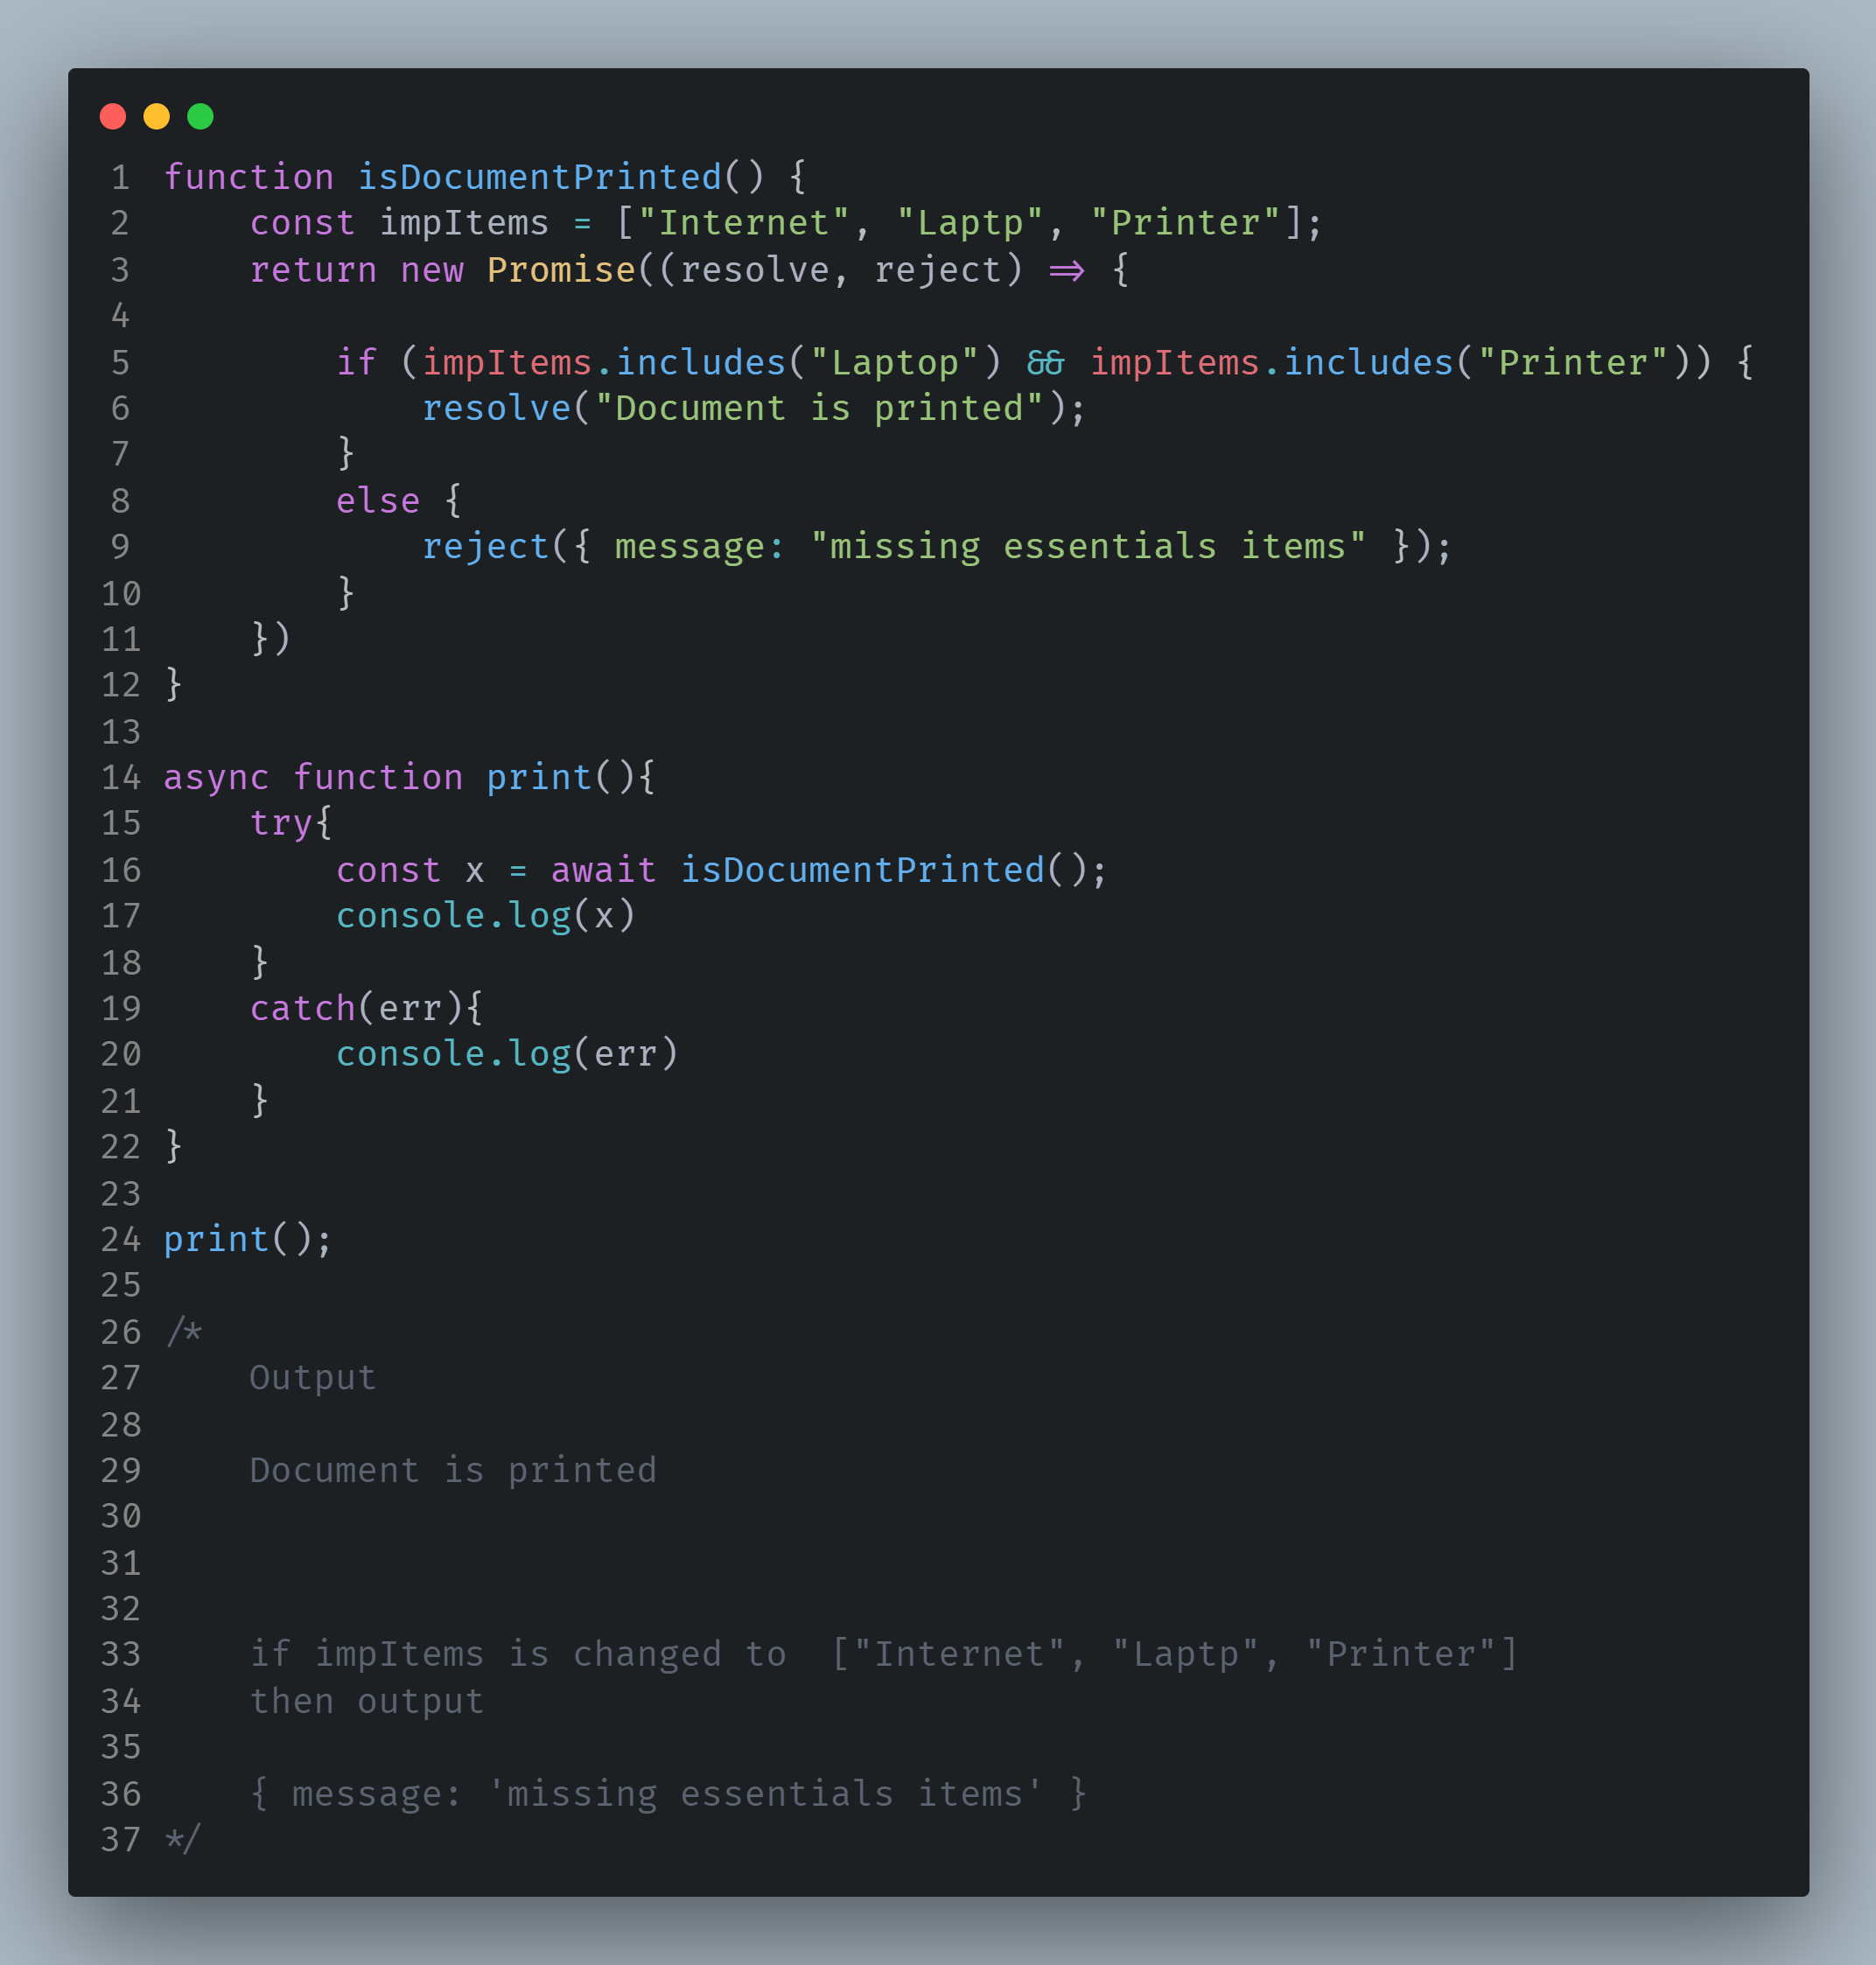 1 function isDocumentPrinted() {
2     const impItems = ["Internet", "Laptp", "Printer"];
3     return new Promise((resolve, reject) => {
4
5         if (impItems.includes("Laptop") && impItems.includes("Printer")) {
6             resolve("Document is printed");
7         }
8         else {
9             reject({ message: "missing essentials items" });
10         }
11     })
12 }
13
14 async function print(){
15     try{
16         const x = await isDocumentPrinted();
17         console.log(x)
18     }
19     catch(err){
20         console.log(err)
21     }
22 }
23
24 print();
25
26 /*
27     Output
28
29     Document is printed
30
31
32
33     if impItems is changed to  ["Internet", "Laptp", "Printer"]
34     then output
35
36     { message: 'missing essentials items' }
37 */